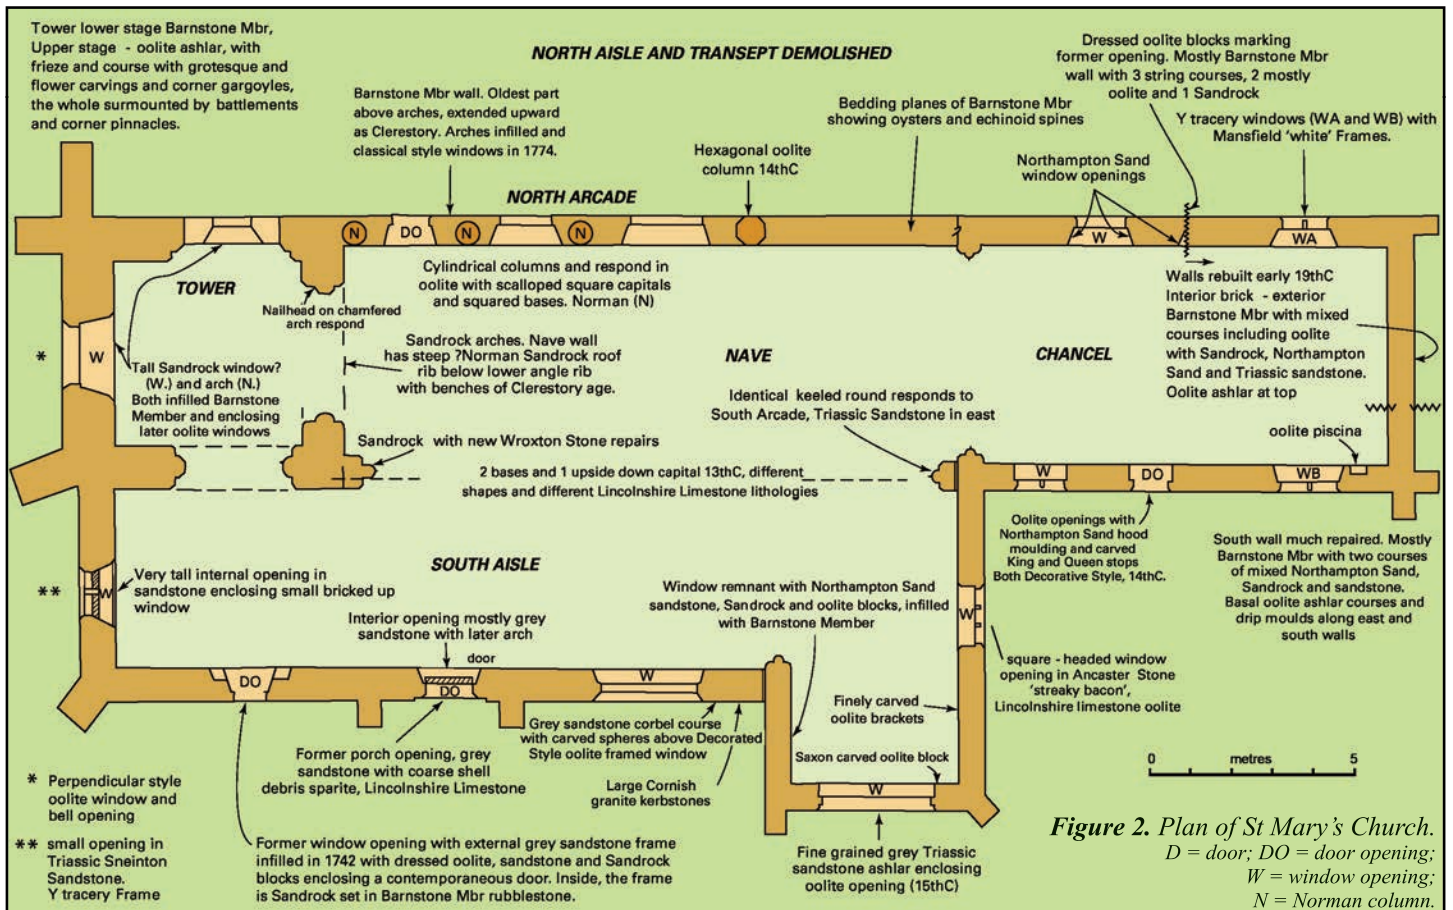 Tower lower stage Barnstone Mbr,
Upper stage - oolite ashlar, with
frieze and course with grotesque and
flower carvings and corner gargoyles,
the whole surmounted by battlements
and corner pinnacles.
NORTH AISLE AND TRANSEPT DEMOLISHED
Barnstone Mbr wall. Oldest part
above arches, extended upward
as Clerestory. Arches infilled and
classical style windows in 1774.
Hexagonal oolite
column 14thC
Bedding planes of Barnstone Mbr
showing oysters and echinoid spines
Dressed oolite blocks marking
former opening. Mostly Barnstone Mbr
wall with 3 string courses, 2 mostly
oolite and 1 Sandrock
Y tracery windows (WA and WB) with
Mansfield 'white' Frames.
Northampton Sand
window openings
NORTH ARCADE
N
DO
N
N
W
WA
TOWER
Nailhead on chamfered
arch respond
Cylindrical columns and respond in
oolite with scalloped square capitals
and squared bases. Norman (N)
Walls rebuilt early 19thC
Interior brick - exterior
Barnstone Mbr with mixed
courses including oolite
with Sandrock, Northampton
Sand and Triassic sandstone.
Oolite ashlar at top
*
W
Tall Sandrock window?
(W.) and arch (N.)
Both infilled Barnstone
Member and enclosing
later oolite windows
Sandrock arches. Nave wall
has steep ?Norman Sandrock roof
rib below lower angle rib
with benches of Clerestory age.
NAVE
CHANCEL
Identical keeled round responds to
South Arcade, Triassic Sandstone in east
oolite piscina
Sandrock with new Wroxton Stone repairs
2 bases and 1 upside down capital 13thC, different
shapes and different Lincolnshire Limestone lithologies
W
DO
WB
Oolite openings with
Northampton Sand hood
moulding and carved
King and Queen stops
Both Decorative Style, 14thC.
South wall much repaired. Mostly
Barnstone Mbr with two courses
of mixed Northampton Sand,
Sandrock and sandstone.
Basal oolite ashlar courses and
drip moulds along east and
south walls
SOUTH AISLE
**
W
Very tall internal opening in
sandstone enclosing small bricked up
window
Interior opening mostly grey
sandstone with later arch
door
Window remnant with Northampton Sand
sandstone, Sandrock and oolite blocks, infilled
with Barnstone Member
W
square - headed window
opening in Ancaster Stone
'streaky bacon',
Lincolnshire limestone oolite
DO
DO
W
Finely carved
oolite brackets
Grey sandstone corbel course
with carved spheres above Decorated
Style oolite framed window
Saxon carved oolite block
Former porch opening, grey
sandstone with coarse shell
debris sparite, Lincolnshire Limestone
Large Cornish
granite kerbstones
W
0 metres 5
* Perpendicular style
oolite window and
bell opening
** small opening in
Triassic Sneinton
Sandstone.
Y tracery Frame
Former window opening with external grey sandstone frame
infilled in 1742 with dressed oolite, sandstone and Sandrock
blocks enclosing a contemporaneous door. Inside, the frame
is Sandrock set in Barnstone Mbr rubblestone.
Fine grained grey Triassic
sandstone ashlar enclosing
oolite opening (15thC)
Figure 2. Plan of St Mary's Church.
D = door; DO = door opening;
W = window opening;
N = Norman column.